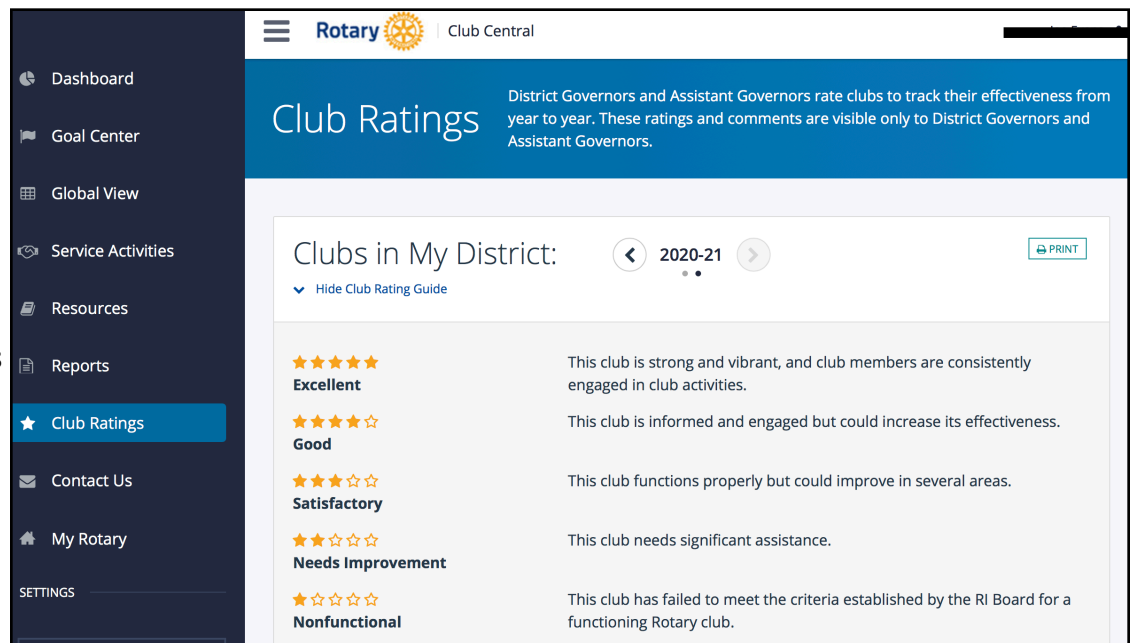 Rotary
Club Central
Dashboard
Goal Center
Global View
Service Activities
Resources
Reports
Club Ratings
Contact Us
My Rotary
SETTINGS
Club Ratings
District Governors and Assistant Governors rate clubs to track their effectiveness from
year to year. These ratings and comments are visible only to District Governors and
Assistant Governors.
Clubs in My District:
2020-21
PRINT
Hide Club Rating Guide
Excellent
This club is strong and vibrant, and club members are consistently
engaged in club activities.
Good
This club is informed and engaged but could increase its effectiveness.
Satisfactory
This club functions properly but could improve in several areas.
Needs Improvement
This club needs significant assistance.
Nonfunctional
This club has failed to meet the criteria established by the RI Board for a
functioning Rotary club.